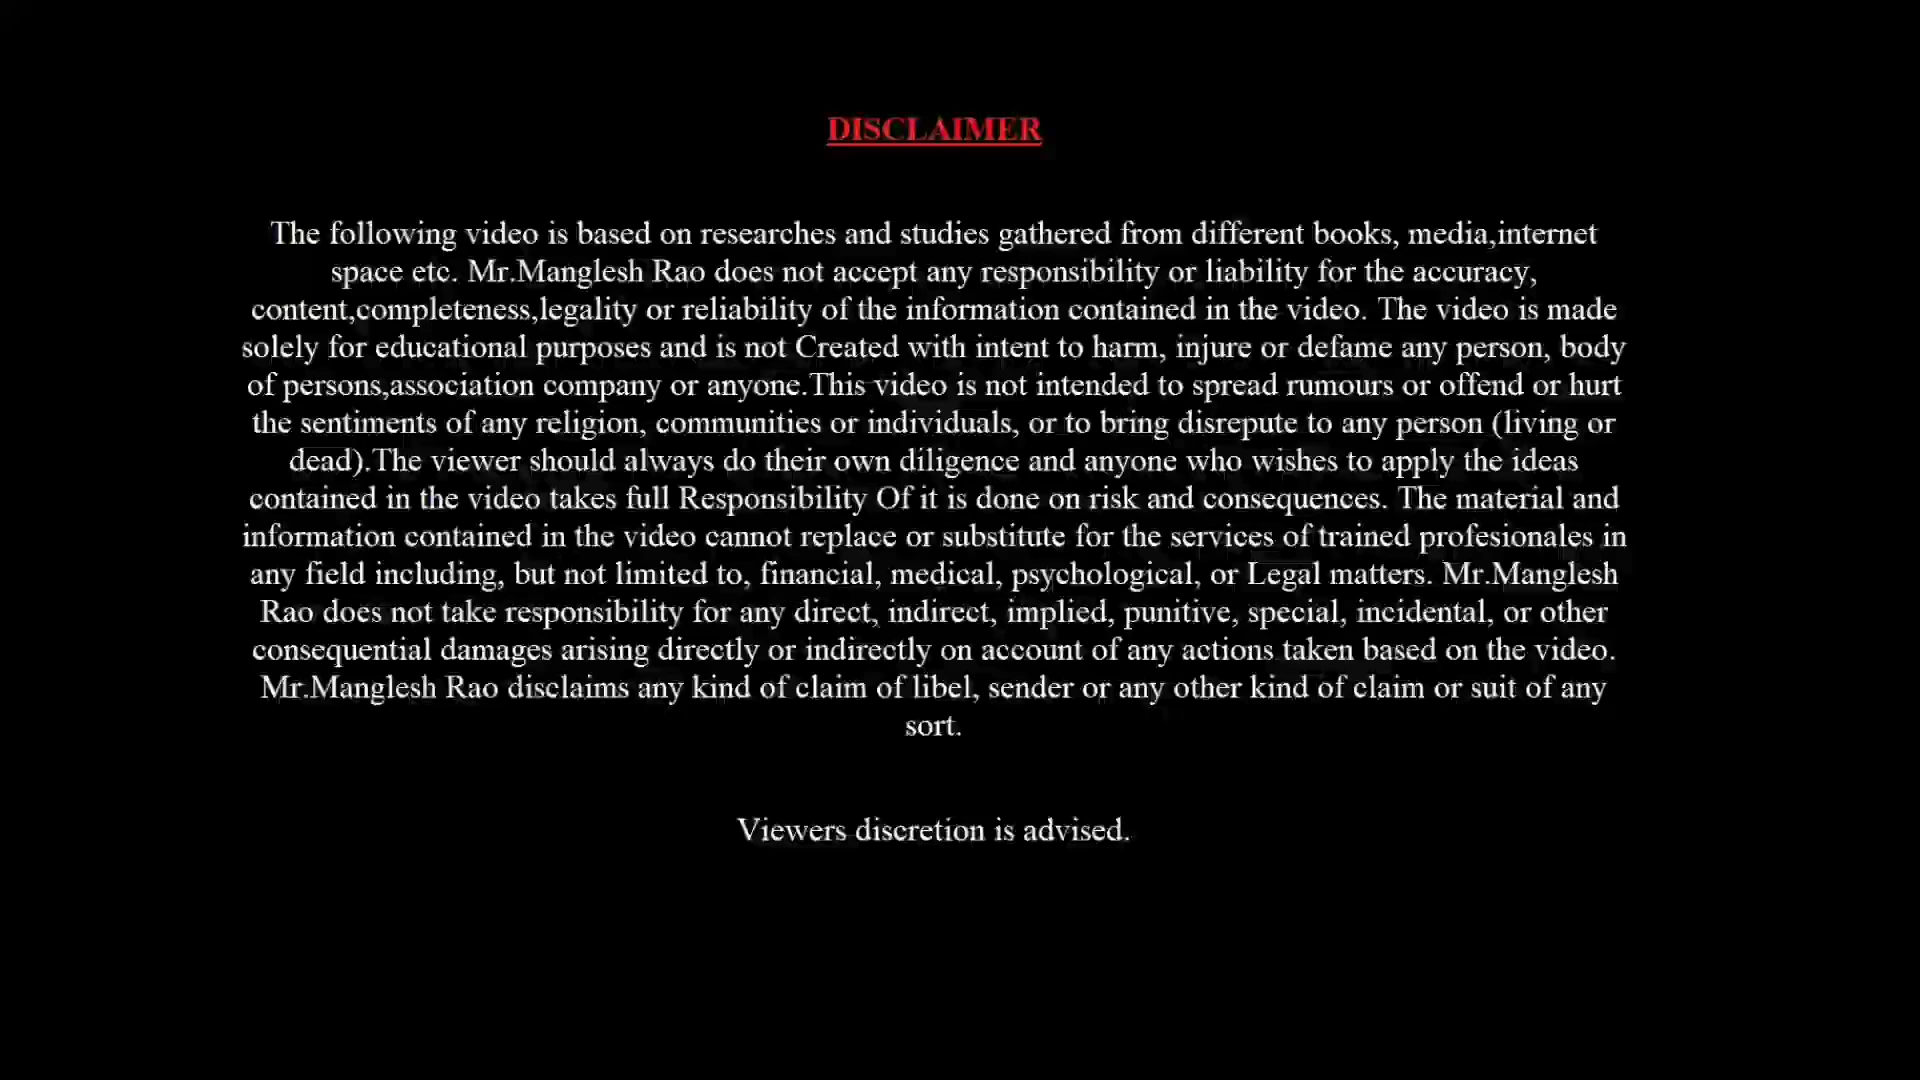 DISCLAIMER
The following video is based on researches and studies gathered from different books, media,internet
space etc. Mr.Manglesh Rao does not accept any responsibility or liability for the accuracy,
content,completeness,legality or reliability of the information contained in the video. The video is made
solely for educational purposes and is not Created with intent to harm, injure or defame any person, body
of persons,association company or anyone.This video is not intended to spread rumours or offend or hurt
the sentiments of any religion, communities or individuals, or to bring disrepute to any person (living or
dead).The viewer should always do their own diligence and anyone who wishes to apply the ideas
contained in the video takes full Responsibility Of it is done on risk and consequences. The material and
information contained in the video cannot replace or substitute for the services of trained profesionales in
any field including, but not limited to, financial, medical, psychological, or Legal matters. Mr.Manglesh
Rao does not take responsibility for any direct, indirect, implied, punitive, special, incidental, or other
consequential damages arising directly or indirectly on account of any actions taken based on the video.
Mr.Manglesh Rao disclaims any kind of claim of libel, sender or any other kind of claim or suit of any
sort.
Viewers discretion is advised.